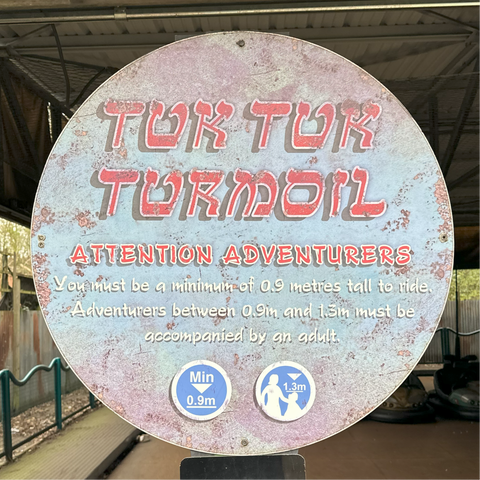 TUK TUK
TURMOIL
ATTENTION ADVENTURERS
You must be a minimum of 0.9 metres tall to ride.
Adventurers between 0.9m and 1.3m must be
accompanied by an adult.
Min
0.9m
1.3m